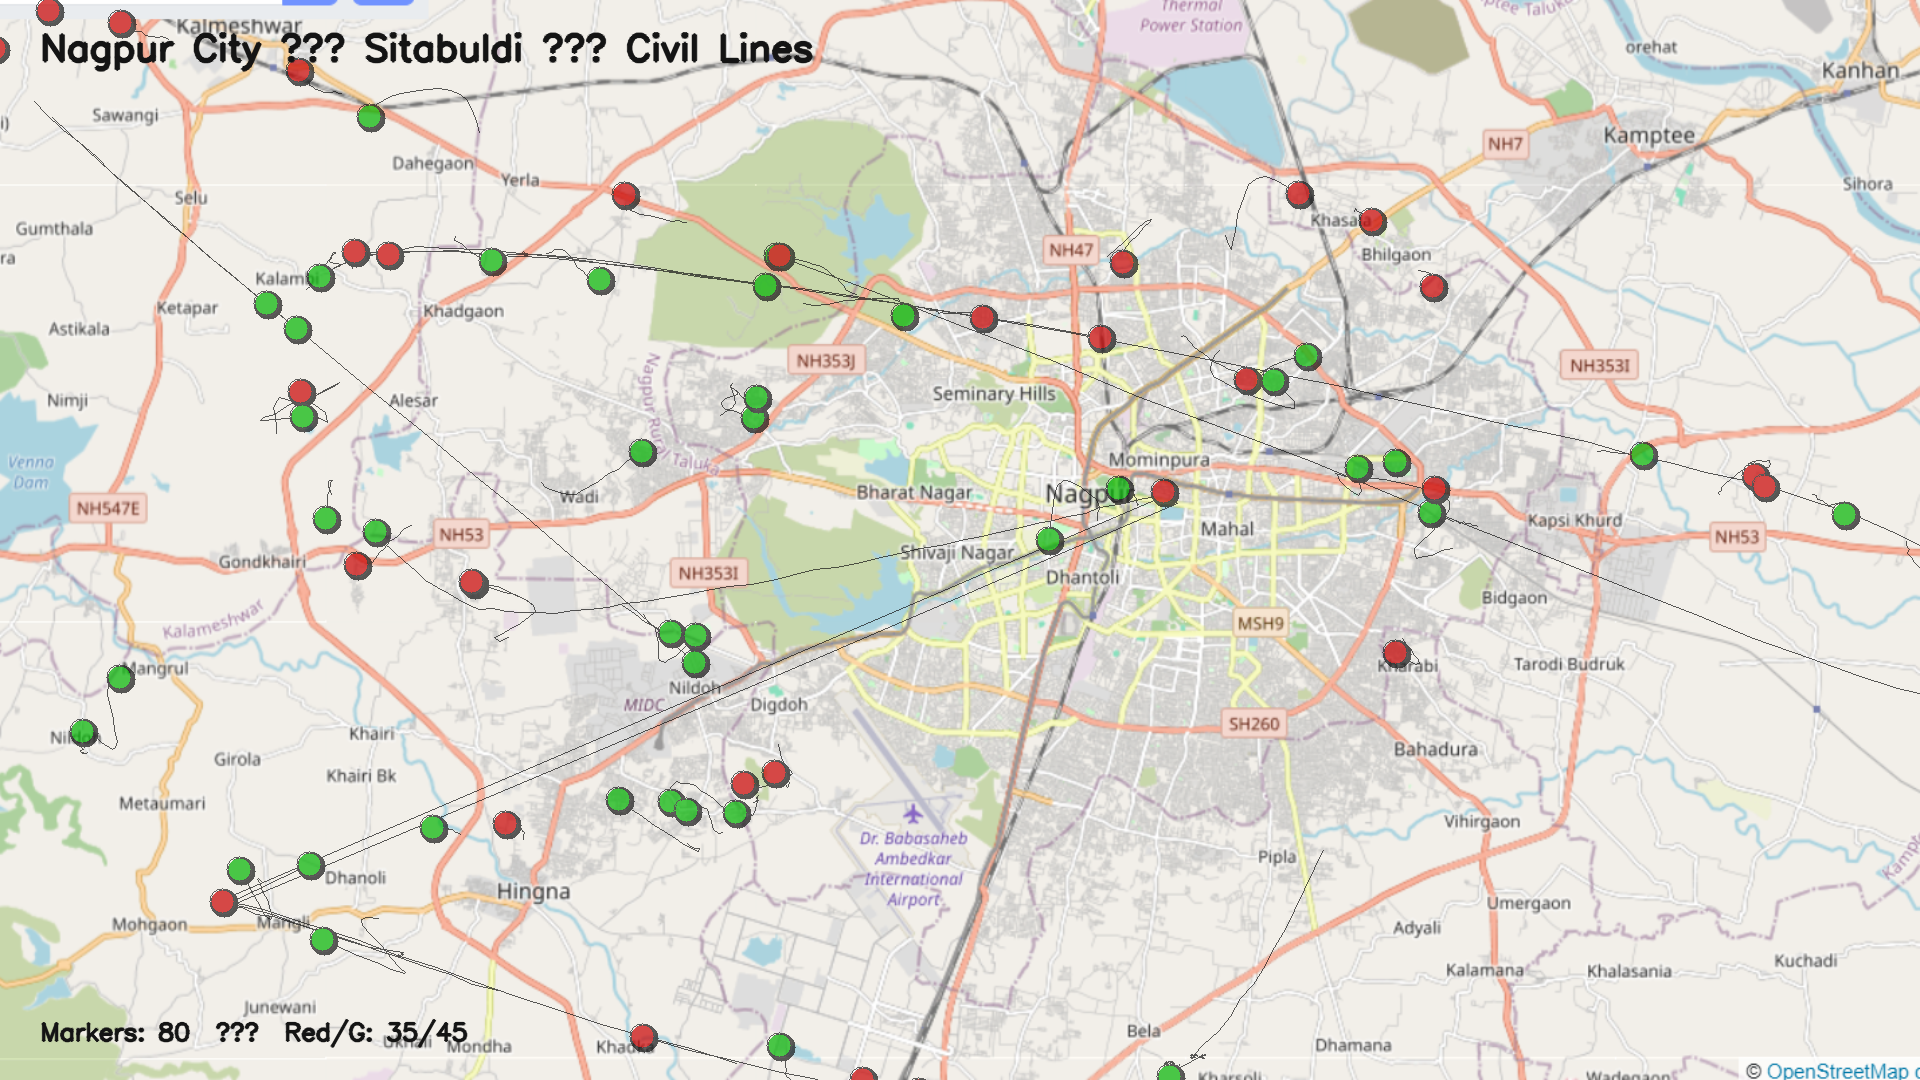 Kalmeshwar
Nagpur City ??? Sitabuldi ??? Civil Lines
Thermal
Power Station
orehat
Kanhan
Sawangi
NH7
Kamptee
Dahegaon
Yerla
Selu
Sihora
Gumthala
Khasala
NH47
Bhilgaon
Kalambi
Ketapar
Khadgaon
Astikala
NH353J
NH353I
Seminary Hills
Nimji
Alesar
Nagpur Rural Taluka
Mominpura
Venna
Dam
Wadi
Bharat Nagar
Nagpur
NH547E
Kapsi Khurd
NH53
Mahal
NH53
Gondkhairi
Shivaji Nagar
NH353I
Dhantoli
Bidgaon
Kalameshwar
MSH9
Mangrul
Kharabi
Tarodi Budruk
Nildoh
MIDC
Digdoh
SH260
Khairi
Bahadura
Girola
Khairi Bk
Metaumari
Vihirgaon
Dr. Babasaheb
Ambedkar
International
Airport
Pipla
Dhanoli
Hingna
Mohgaon
Mangli
Umergaon
Adyali
Kuchadi
Kalamana
Khalasania
Junewani
Markers: 80 ??? Red/G: 35/45
Mondha
Khadka
Bela
Dhamana
Kharsoli
Wadegaon
© OpenStreetMap c